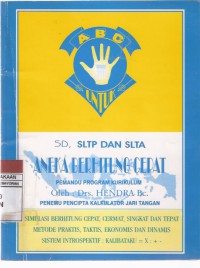 ABC
UNTUK
SD, SLTP DAN SLTA
ANEKA BERHITUNG CEPAT
PEMANDU PROGRAM KURIKULUM
Oleh : Drs. HENDRA Bc.
PENEMU PENCIPTA KALKULATOR JARI TANGAN
SIMULASI BERHITUNG CEPAT, CERMAT, SINGKAT DAN TEPAT
METODE PRAKTIS, TAKTIS, EKONOMIS DAN DINAMIS
SISTEM INTROSPEKTIF : KALIBATAKU = X : + -